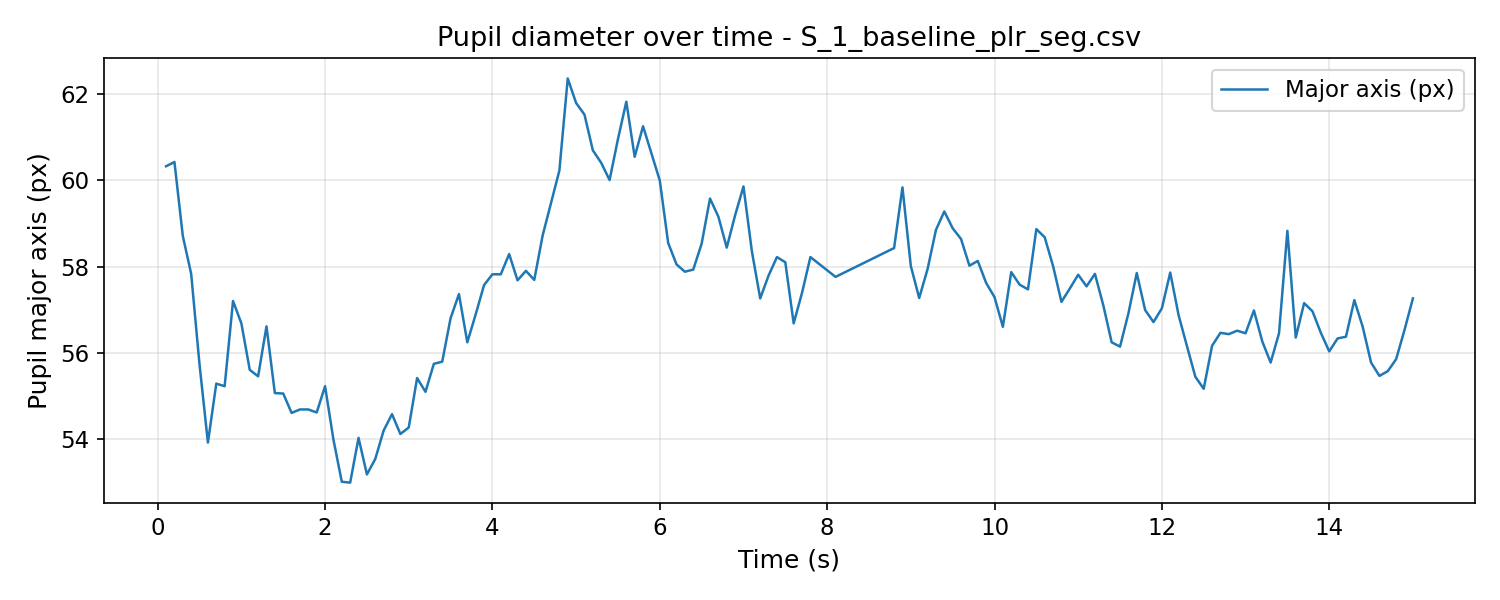 Pupil diameter over time - S_1_baseline_plr_seg.csv
Major axis (px)
Pupil major axis (px)
62
60
58
56
54
0 2 4 6 8 10 12 14
Time (s)